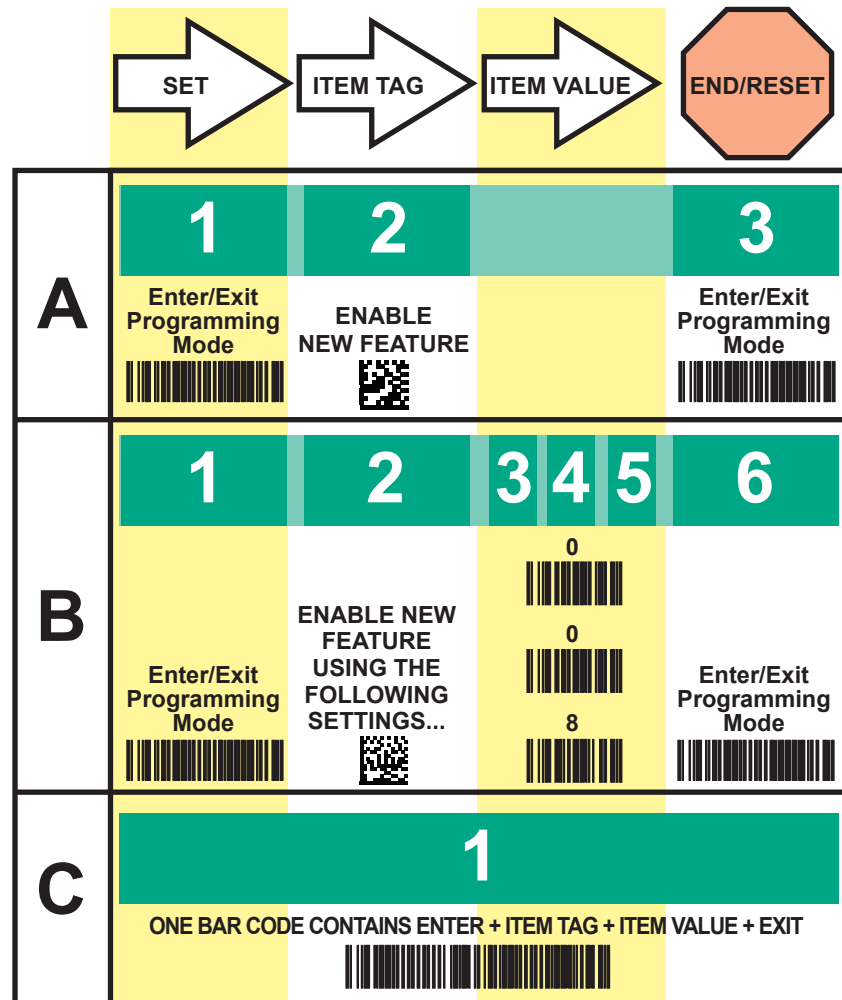 SET
ITEM TAG
ITEM VALUE
END/RESET
A
1
2
3
Enter/Exit
Programming
Mode
ENABLE
NEW FEATURE
Enter/Exit
Programming
Mode
B
1
2
3
4
5
6
Enter/Exit
Programming
Mode
ENABLE NEW
FEATURE
USING THE
FOLLOWING
SETTINGS...
0
0
8
Enter/Exit
Programming
Mode
C
1
ONE BAR CODE CONTAINS ENTER + ITEM TAG + ITEM VALUE + EXIT